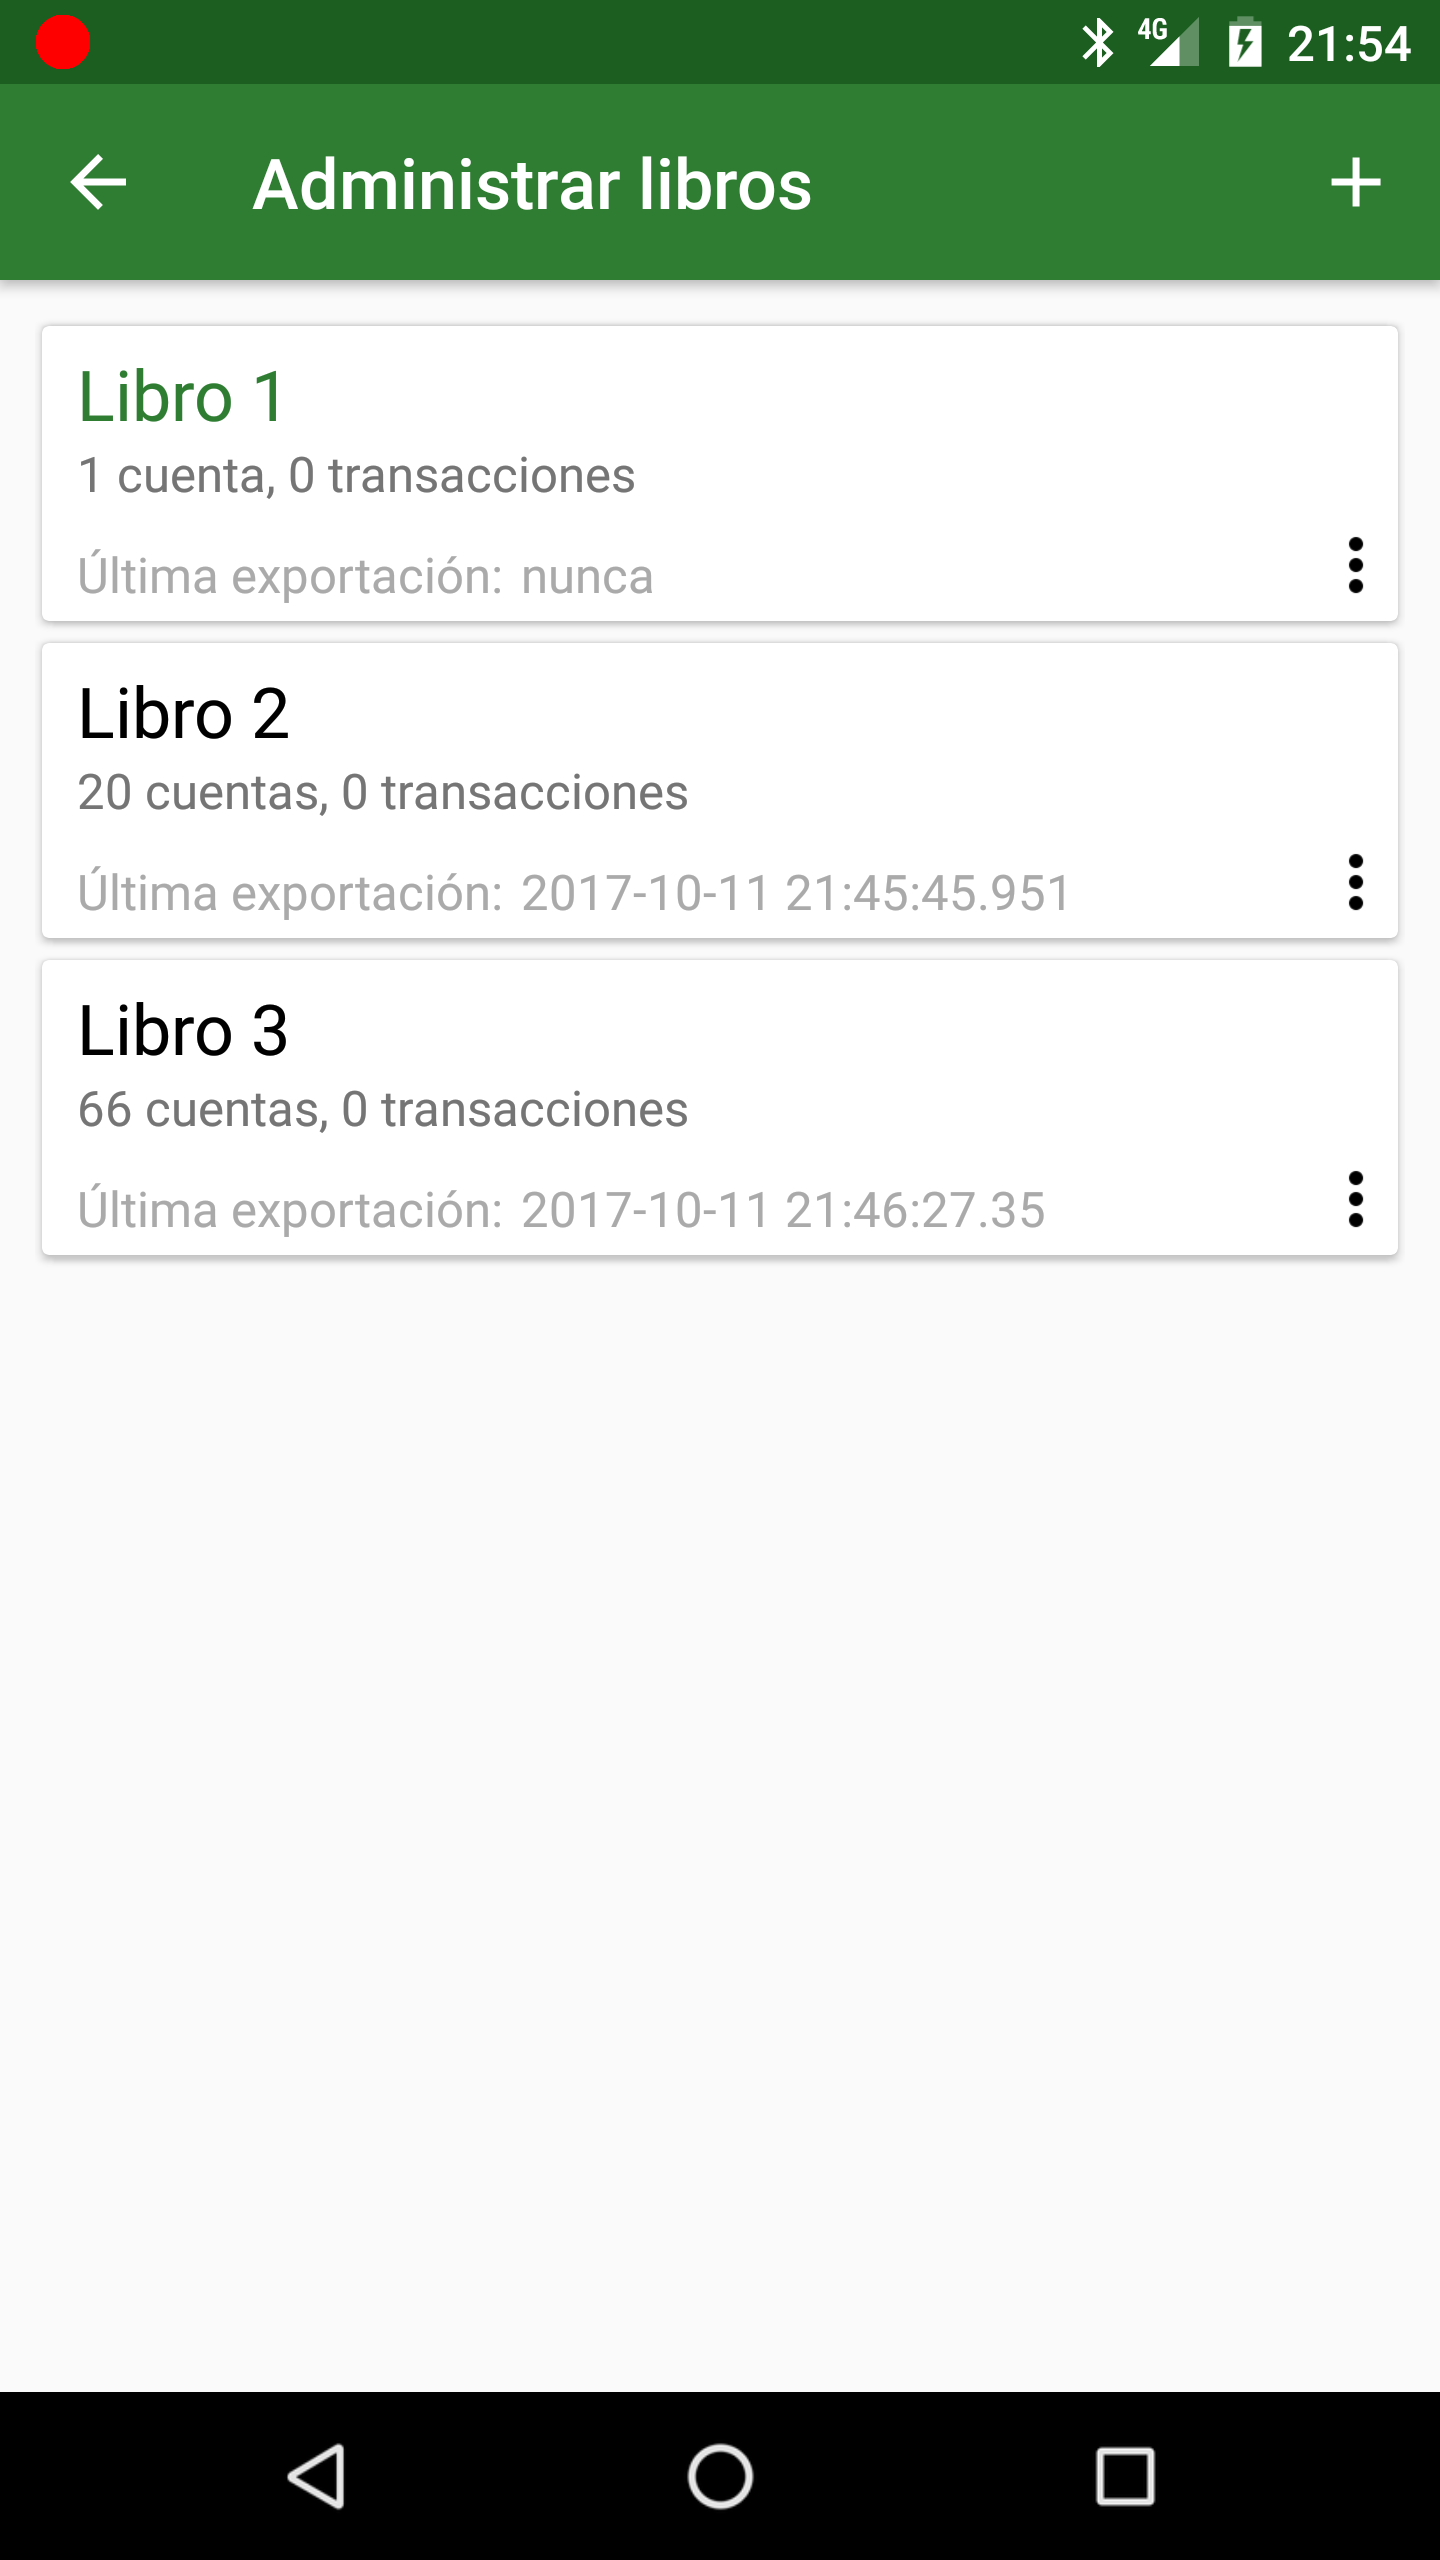 4G 21:54
Administrar libros
Libro 1
1 cuenta, 0 transacciones
Última exportación: nunca
Libro 2
20 cuentas, 0 transacciones
Última exportación: 2017-10-11 21:45:45.951
Libro 3
66 cuentas, 0 transacciones
Última exportación: 2017-10-11 21:46:27.35